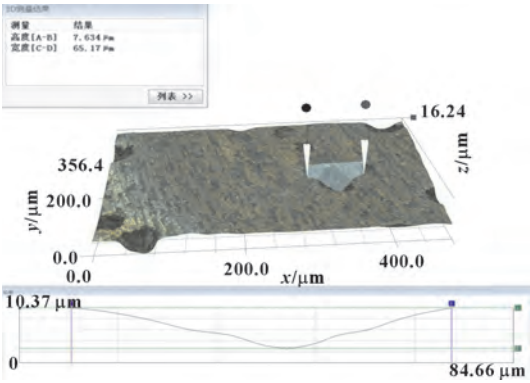 3D测量结果
测量 结果
高度[A-B] 7.634 μm
宽度[C-D] 65.17 μm
列表 >>
16.24
z/μm
356.4
200.0
y/μm
0.0
0.0
200.0
x/μm
400.0
10.37 μm
0
84.66 μm